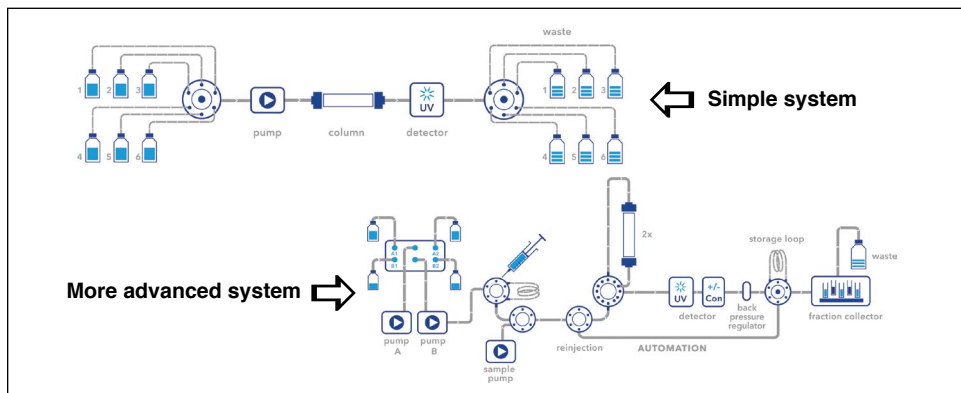 waste
1
2
3
1
2
3
Simple system
UV
pump
column
detector
4
5
6
4
5
6
2x
storage loop
A1
A2
B1
B2
waste
More advanced system
UV
+/-
Con
detector
back
pressure
regulator
fraction collector
pump
A
pump
B
reinjection
AUTOMATION
sample
pump